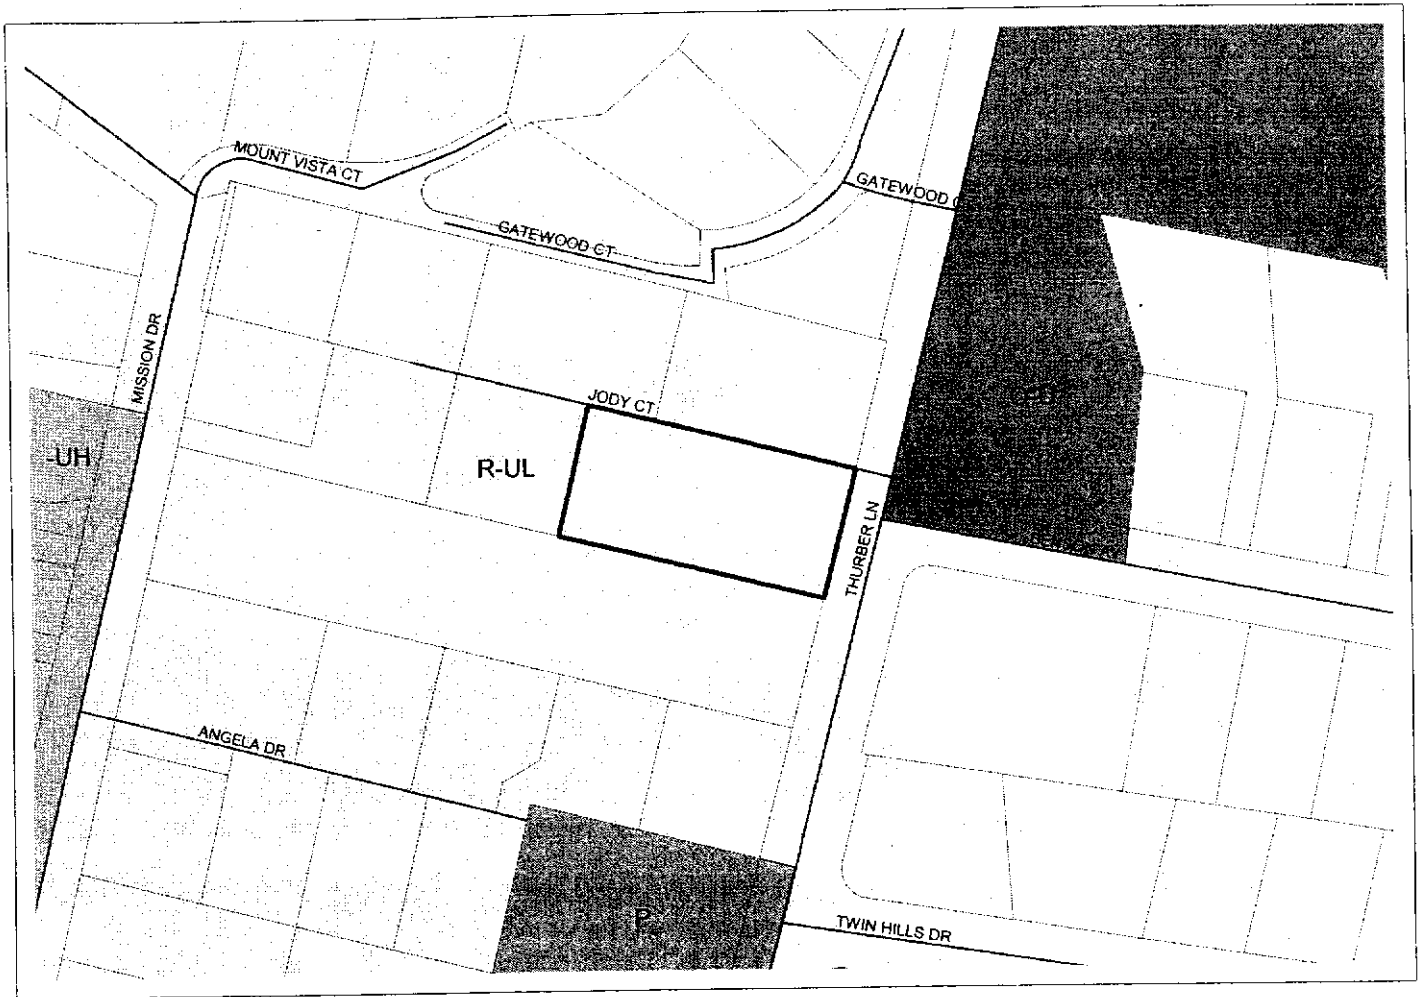 MOUNT VISTA CT
GATEWOOD C
GATEWOOD CT
MISSION DR
JODY CT
-UH
R-UL
THURBER LN
ANGELA DR
P
TWIN HILLS DR